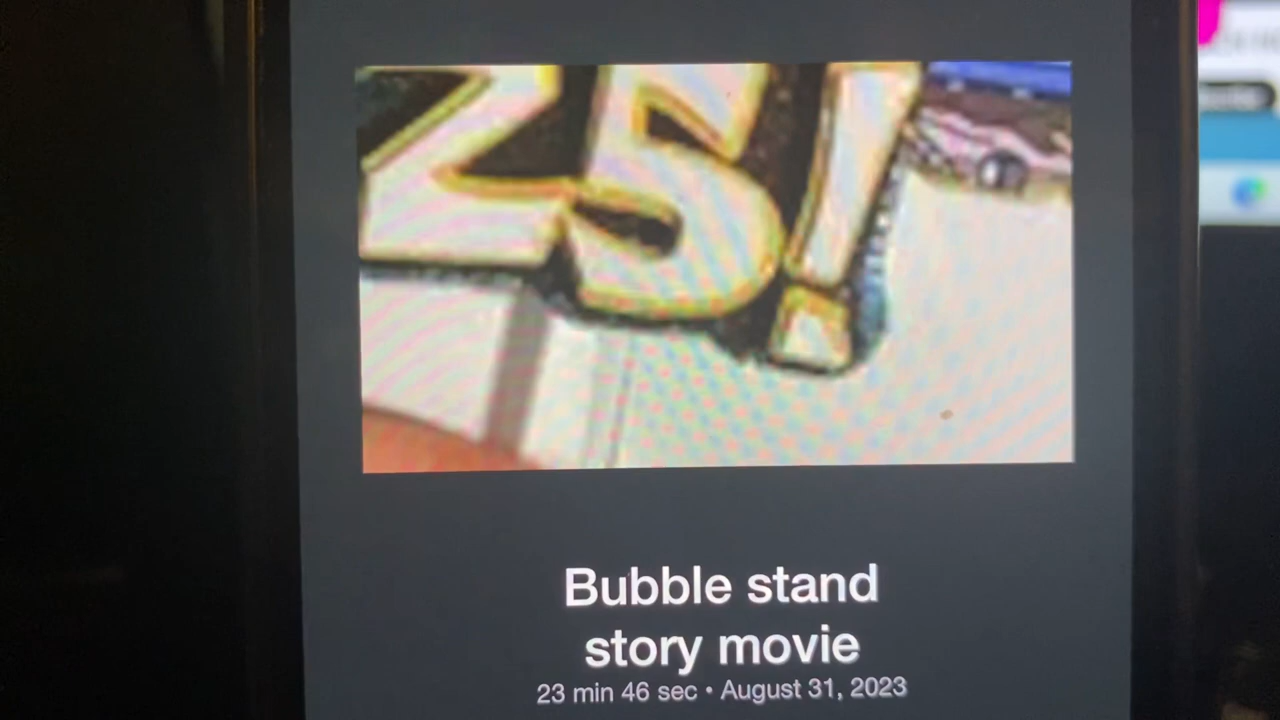 25!
Bubble stand
story movie
23 min 46 sec • August 31, 2023